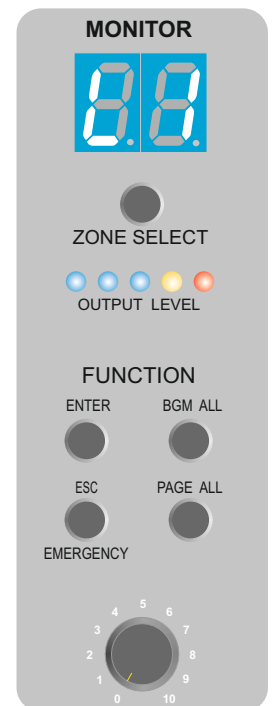 MONITOR
L1
ZONE SELECT
OUTPUT LEVEL
FUNCTION
ENTER BGM ALL
ESC PAGE ALL
EMERGENCY
5
4 6
3 7
2 8
1 9
0 10